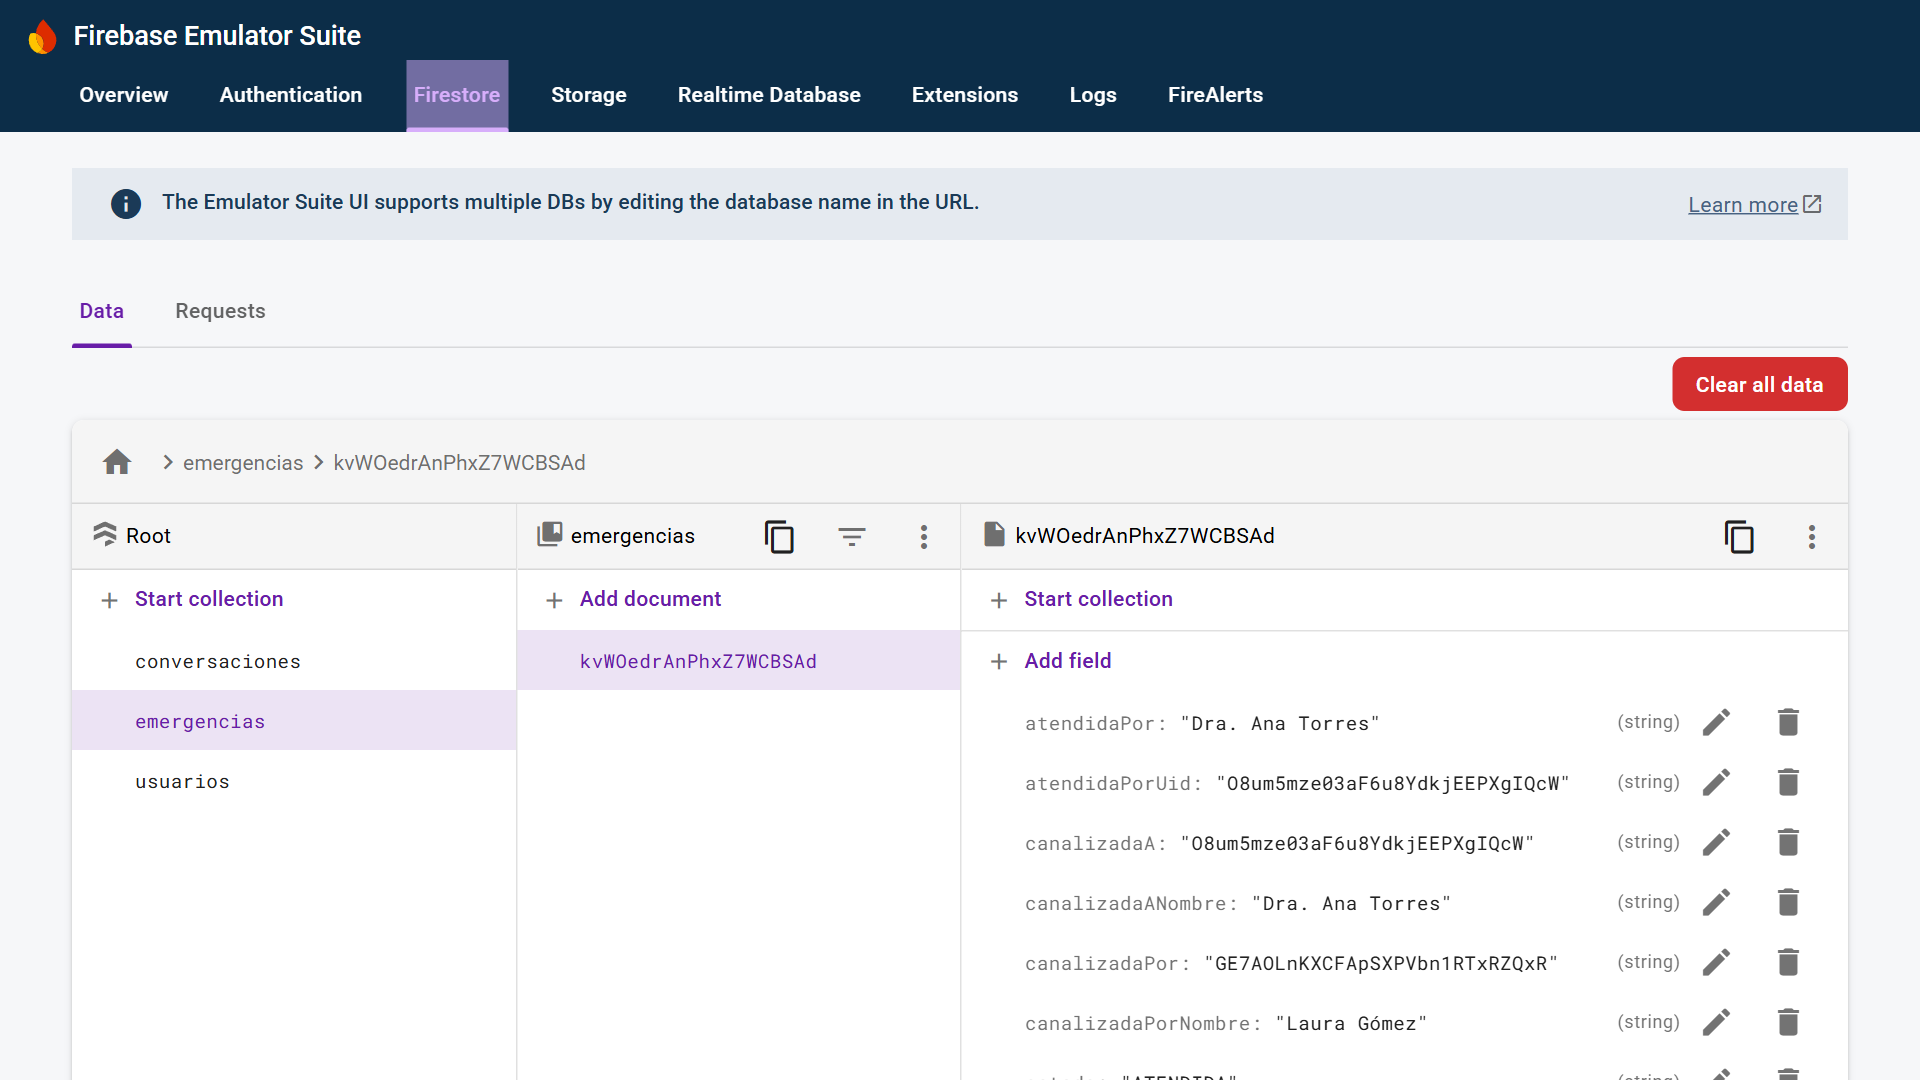 Firebase Emulator Suite
Overview Authentication Firestore Storage Realtime Database Extensions Logs FireAlerts
The Emulator Suite UI supports multiple DBs by editing the database name in the URL. Learn more
Data Requests
Clear all data
emergencias kvWOedrAnPhxZ7WCBSAd
Root emergencias kvWOedrAnPhxZ7WCBSAd
Start collection Add document Start collection
conversaciones kvWOedrAnPhxZ7WCBSAd Add field
emergencias atendidaPor: "Dra. Ana Torres" (string)
usuarios atendidaPorUid: "O8um5mze03aF6u8YdkjEEPXgIQcW" (string)
canalizadaA: "O8um5mze03aF6u8YdkjEEPXgIQcW" (string)
canalizadaANombre: "Dra. Ana Torres" (string)
canalizadaPor: "GE7AOLnKXCFApSXPVbn1RTxRZQxR" (string)
canalizadaPorNombre: "Laura Gómez" (string)
"ATENDIDA" (string)